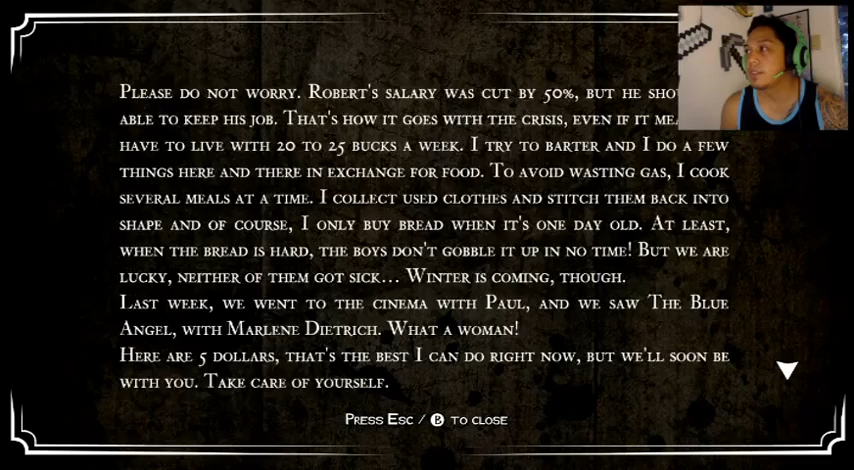 Please do not worry. Robert's salary was cut by 50%, but he
able to keep his job. That's how it goes with the crisis, even if it
have to live with 20 to 25 bucks a week. I try to barter and I do a few
things here and there in exchange for food. To avoid wasting gas, I cook
several meals at a time. I collect used clothes and stitch them back into
shape and of course, I only buy bread when it's one day old. At least,
when the bread is hard, the boys don't gobble it up in no time! But we are
lucky, neither of them got sick... Winter is coming, though.
Last week, we went to the cinema with Paul, and we saw The Blue
Angel, with Marlene Dietrich. What a woman!
Here are 5 dollars, that's the best I can do right now, but we'll soon be
with you. Take care of yourself.
Press Esc / B to close